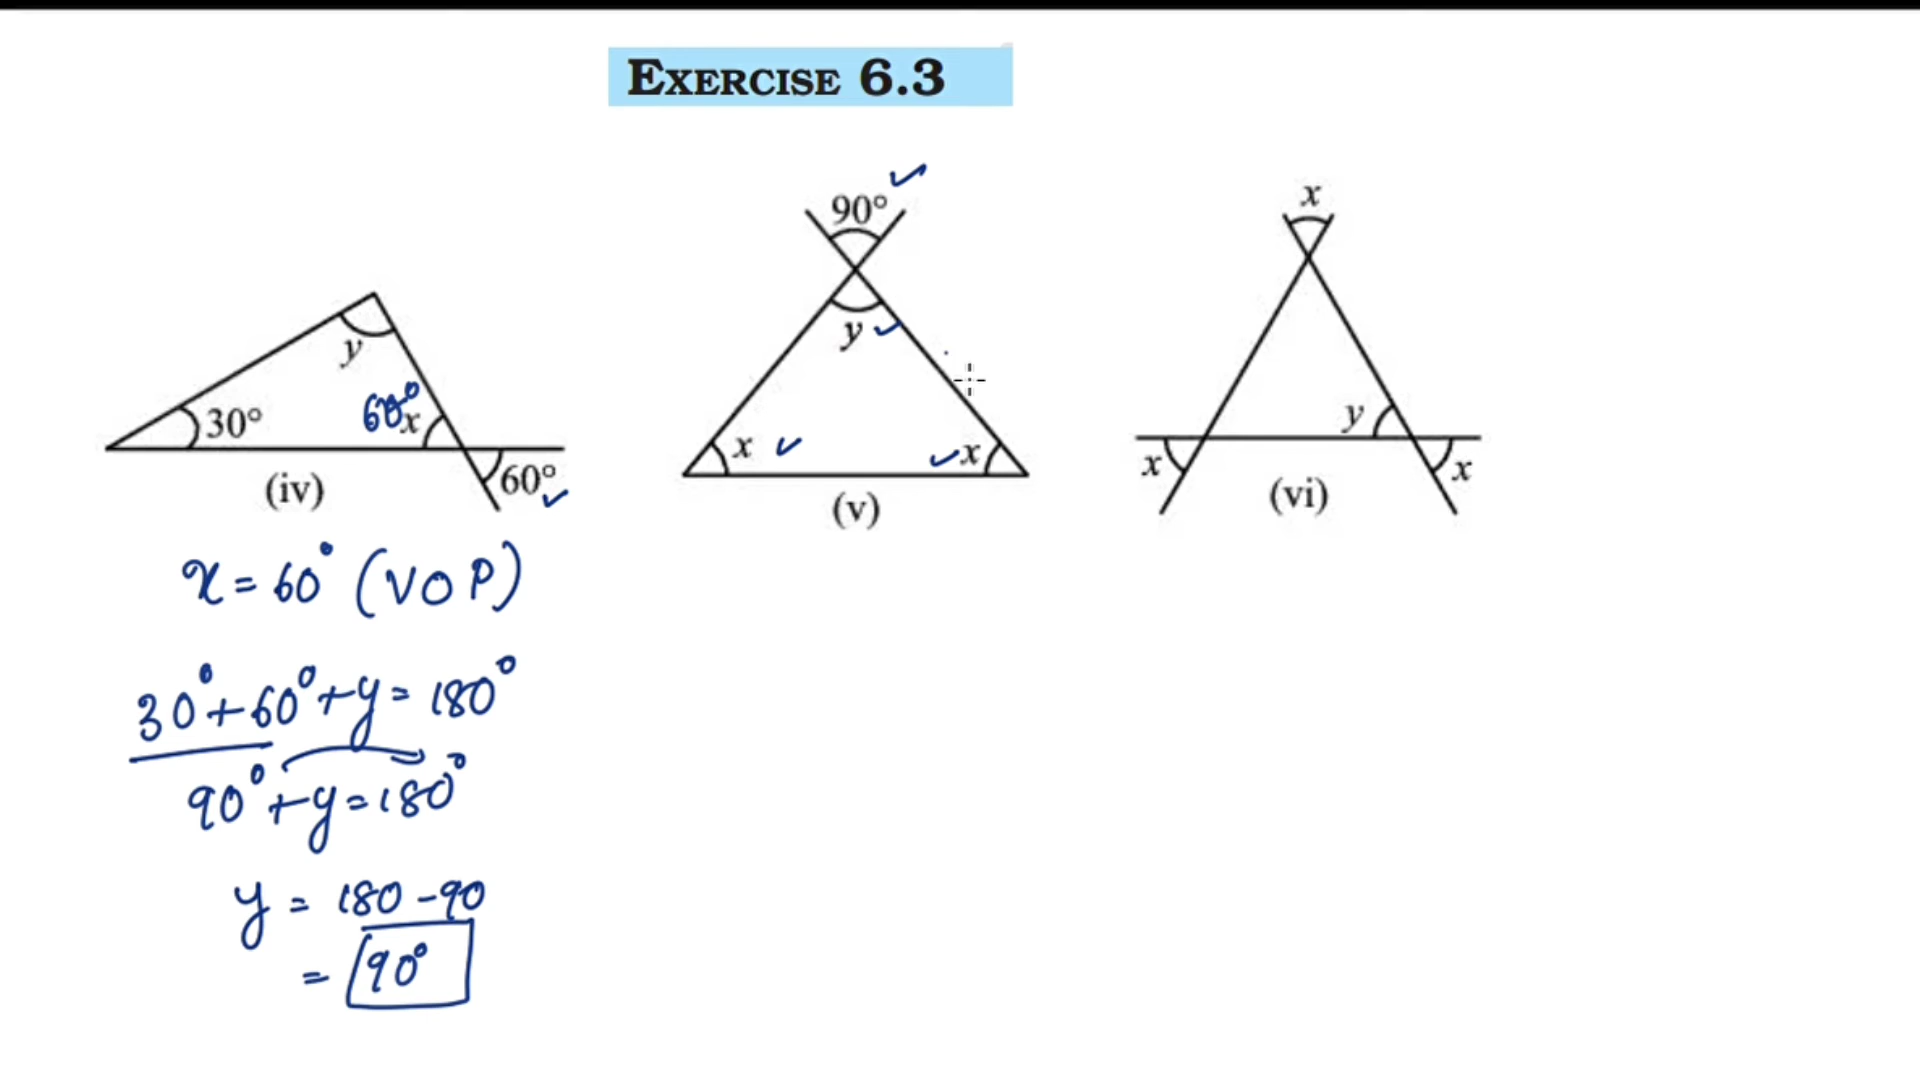 EXERCISE 6.3
y
30°
60°
x
60°
(iv)
90°
y
x
x
(v)
x
y
x
x
(vi)
x = 60° (VOP)
30° + 60° + y = 180°
90° + y = 180°
y = 180 - 90
= 90°